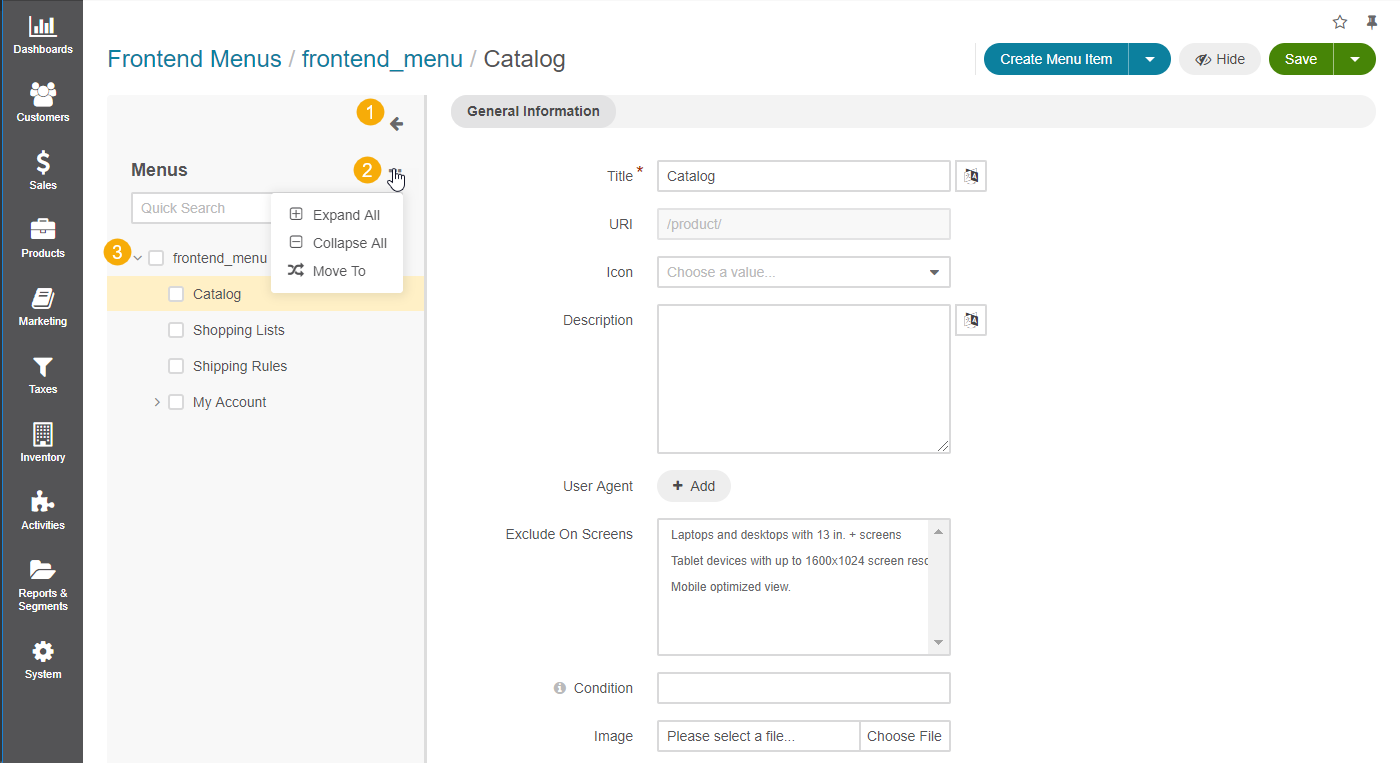 Dashboards
Customers
Sales
Products
Marketing
Taxes
Inventory
Activities
Reports &
Segments
System
Frontend Menus / frontend_menu / Catalog
Create Menu Item
Hide
Save
1
Menus
2
Quick Search
Expand All
Collapse All
Move To
3
frontend_menu
Catalog
Shopping Lists
Shipping Rules
My Account
General Information
Title *
Catalog
URI
/product/
Icon
Choose a value...
Description
User Agent
+ Add
Exclude On Screens
Laptops and desktops with 13 in. + screens
Tablet devices with up to 1600x1024 screen reso
Mobile optimized view.
Condition
Image
Please select a file...
Choose File